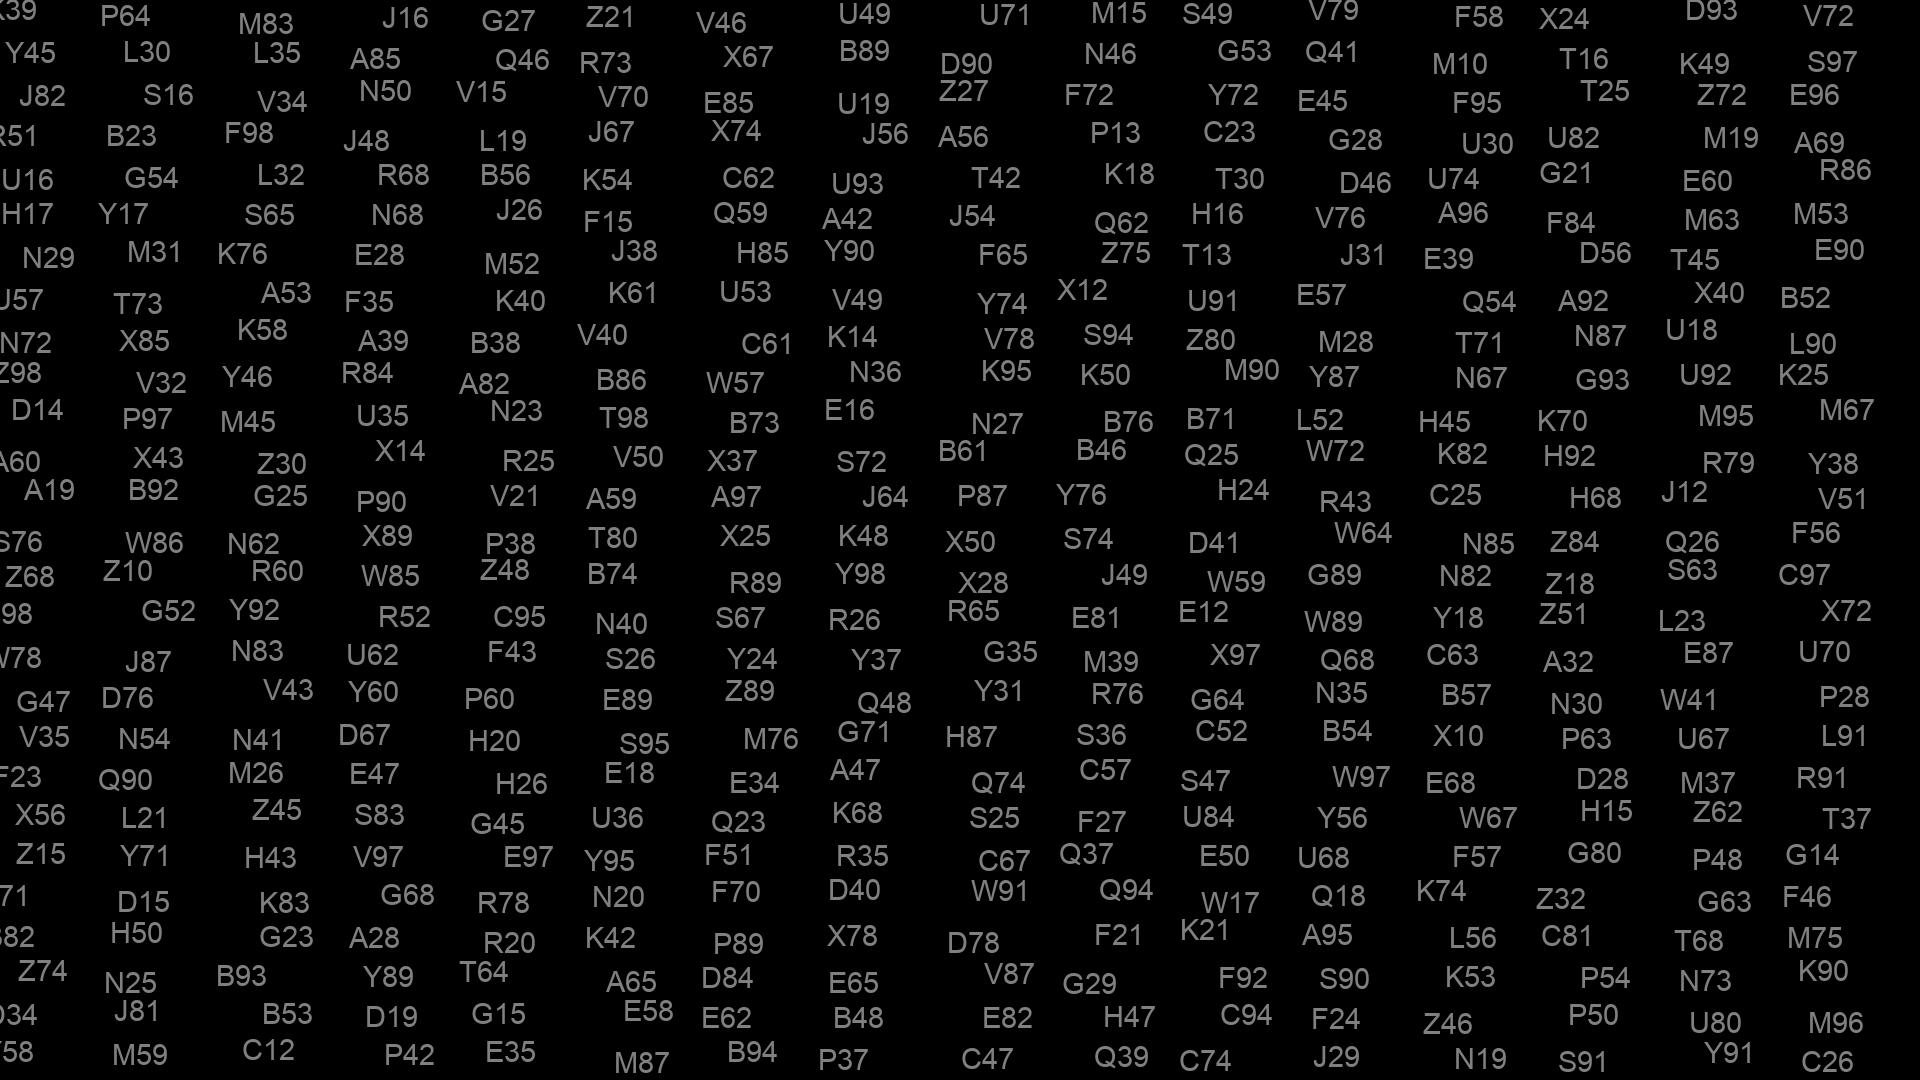 K39 P64 M83 J16 G27 Z21 V46 U49 U71 M15 S49 V79 F58 X24 D93 V72
Y45 L30 L35 A85 Q46 R73 X67 B89 D90 N46 G53 Q41 M10 T16 K49 S97
J82 S16 V34 N50 V15 V70 E85 U19 Z27 F72 Y72 E45 F95 T25 Z72 E96
R51 B23 F98 J48 L19 J67 X74 J56 A56 P13 C23 G28 U30 U82 M19 A69
U16 G54 L32 R68 B56 K54 C62 U93 T42 K18 T30 D46 U74 G21 E60 R86
H17 Y17 S65 N68 J26 F15 Q59 A42 J54 Q62 H16 V76 A96 F84 M63 M53
N29 M31 K76 E28 M52 J38 H85 Y90 F65 Z75 T13 J31 E39 D56 T45 E90
U57 T73 A53 F35 K40 K61 U53 V49 Y74 X12 U91 E57 Q54 A92 X40 B52
N72 X85 K58 A39 B38 V40 C61 K14 V78 S94 Z80 M28 T71 N87 U18 L90
Z98 V32 Y46 R84 A82 B86 W57 N36 K95 K50 M90 Y87 N67 G93 U92 K25
D14 P97 M45 U35 N23 T98 B73 E16 N27 B76 B71 L52 H45 K70 M95 M67
A60 X43 Z30 X14 R25 V50 X37 S72 B61 B46 Q25 W72 K82 H92 R79 Y38
A19 B92 G25 P90 V21 A59 A97 J64 P87 Y76 H24 R43 C25 H68 J12 V51
S76 W86 N62 X89 P38 T80 X25 K48 X50 S74 D41 W64 N85 Z84 Q26 F56
Z68 Z10 R60 W85 Z48 B74 R89 Y98 X28 J49 W59 G89 N82 Z18 S63 C97
98 G52 Y92 R52 C95 N40 S67 R26 R65 E81 E12 W89 Y18 Z51 L23 X72
W78 J87 N83 U62 F43 S26 Y24 Y37 G35 M39 X97 Q68 C63 A32 E87 U70
G47 D76 V43 Y60 P60 E89 Z89 Q48 Y31 R76 G64 N35 B57 N30 W41 P28
V35 N54 N41 D67 H20 S95 M76 G71 H87 S36 C52 B54 X10 P63 U67 L91
F23 Q90 M26 E47 H26 E18 E34 A47 Q74 C57 S47 W97 E68 D28 M37 R91
X56 L21 Z45 S83 G45 U36 Q23 K68 S25 F27 U84 Y56 W67 H15 Z62 T37
Z15 Y71 H43 V97 E97 Y95 F51 R35 C67 Q37 E50 U68 F57 G80 P48 G14
71 D15 K83 G68 R78 N20 F70 D40 W91 Q94 W17 Q18 K74 Z32 G63 F46
82 H50 G23 A28 R20 K42 P89 X78 D78 F21 K21 A95 L56 C81 T68 M75
Z74 N25 B93 Y89 T64 A65 D84 E65 V87 G29 F92 S90 K53 P54 N73 K90
34 J81 B53 D19 G15 E58 E62 B48 E82 H47 C94 F24 Z46 P50 U80 M96
58 M59 C12 P42 E35 M87 B94 P37 C47 Q39 C74 J29 N19 S91 Y91 C26